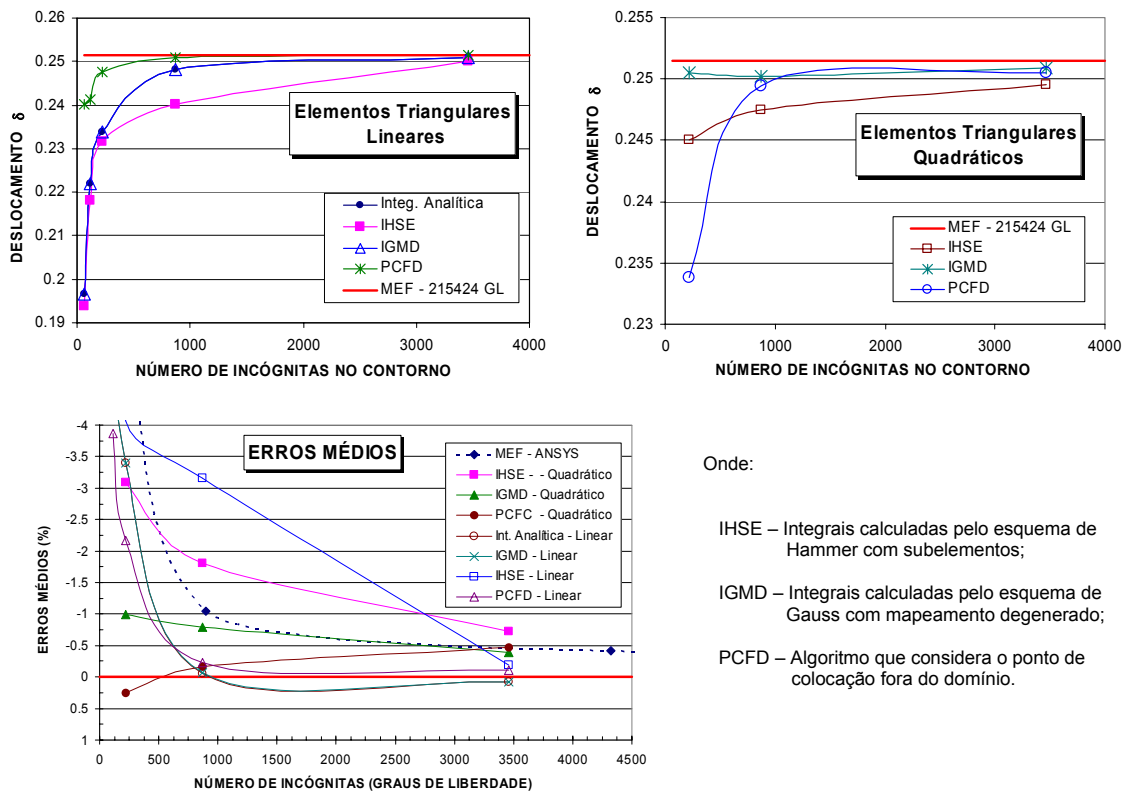 0.26
0.25
0.24
0.23
0.22
0.21
0.2
0.19
0 1000 2000 3000 4000
DESLOCAMENTO δ
NÚMERO DE INCÓGNITAS NO CONTORNO
Elementos Triangulares
Lineares
Integ. Analítica
IHSE
IGMD
PCFD
MEF - 215424 GL
0.255
0.25
0.245
0.24
0.235
0.23
0 1000 2000 3000 4000
DESLOCAMENTO δ
NÚMERO DE INCÓGNITAS NO CONTORNO
Elementos Triangulares
Quadráticos
MEF - 215424 GL
IHSE
IGMD
PCFD
ERROS MÉDIOS
-4
-3.5
-3
-2.5
-2
-1.5
-1
-0.5
0
0.5
1
0 500 1000 1500 2000 2500 3000 3500 4000 4500
ERROS MÉDIOS (%)
NÚMERO DE INCÓGNITAS (GRAUS DE LIBERDADE)
MEF - ANSYS
IHSE - - Quadrático
IGMD - Quadrático
PCFC - Quadrático
Int. Analítica - Linear
IGMD - Linear
IHSE - Linear
PCFD - Linear
Onde:
IHSE – Integrais calculadas pelo esquema de
Hammer com subelementos;
IGMD – Integrais calculadas pelo esquema de
Gauss com mapeamento degenerado;
PCFD – Algoritmo que considera o ponto de
colocação fora do domínio.